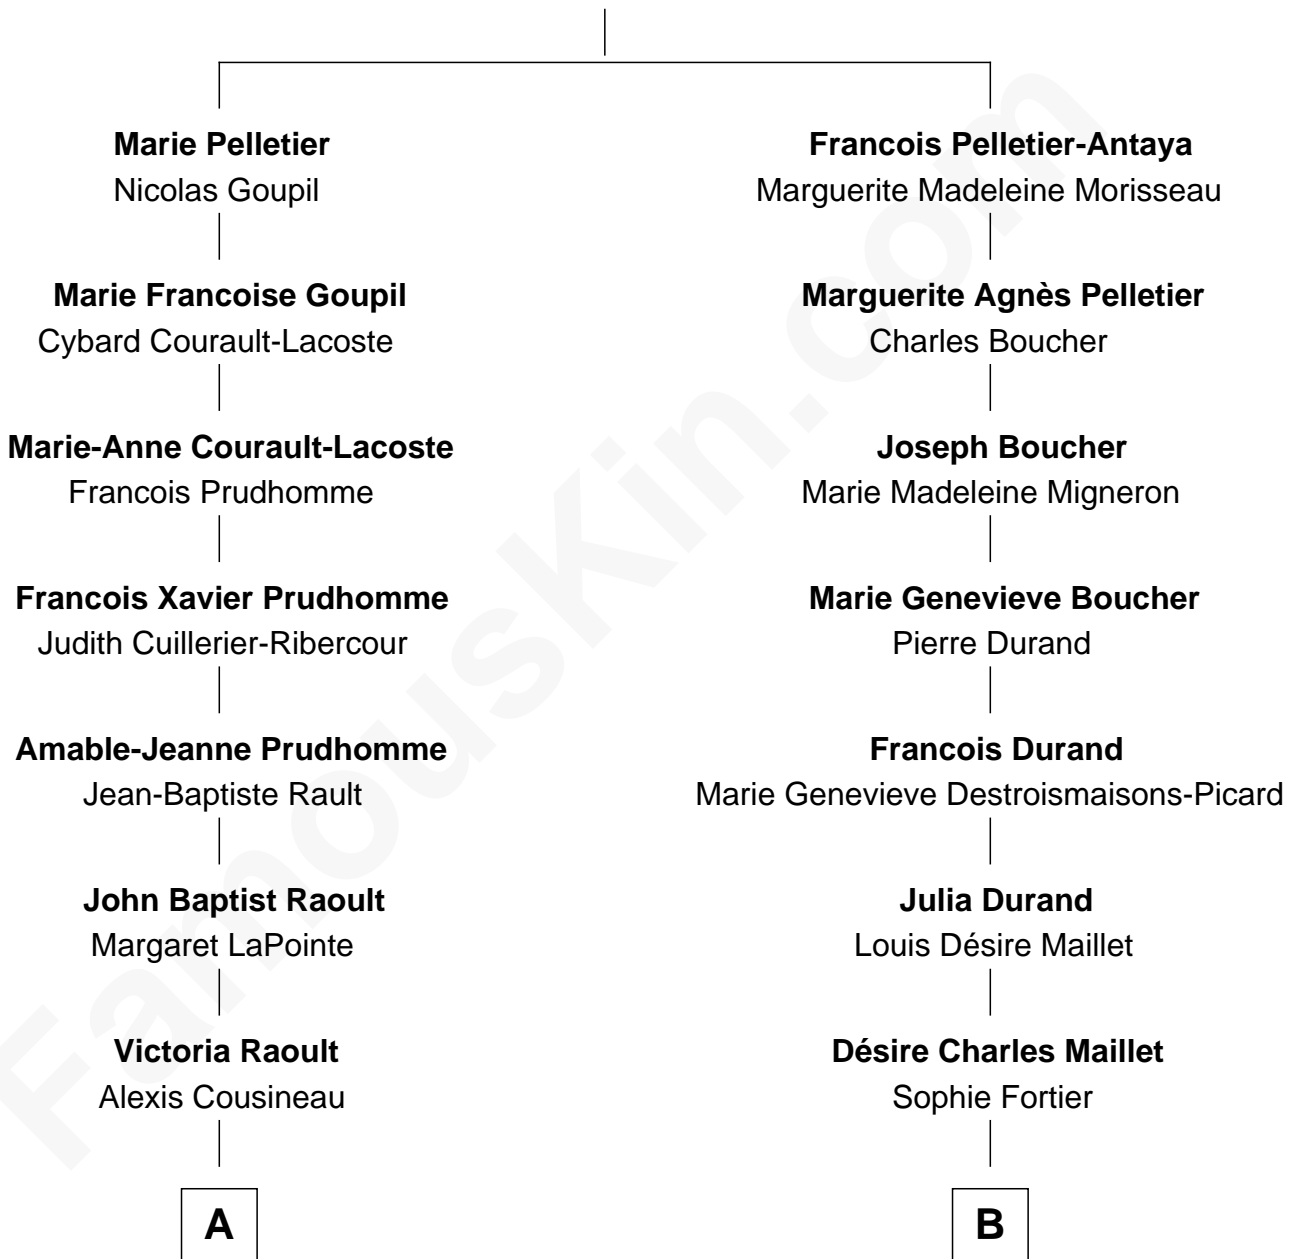 Marie Pelletier
Nicolas Goupil
Francois Pelletier-Antaya
Marguerite Madeleine Morisseau
Marie Francoise Goupil
Cybard Courault-Lacoste
Marguerite Agnès Pelletier
Charles Boucher
Marie-Anne Courault-Lacoste
Francois Prudhomme
Joseph Boucher
Marie Madeleine Migneron
Francois Xavier Prudhomme
Judith Cuillerier-Ribercour
Marie Genevieve Boucher
Pierre Durand
Amable-Jeanne Prudhomme
Jean-Baptiste Rault
Francois Durand
Marie Genevieve Destroismaisons-Picard
John Baptist Raoult
Margaret LaPointe
Julia Durand
Louis Désire Maillet
Victoria Raoult
Alexis Cousineau
Désire Charles Maillet
Sophie Fortier
A
B
FamousKin.com